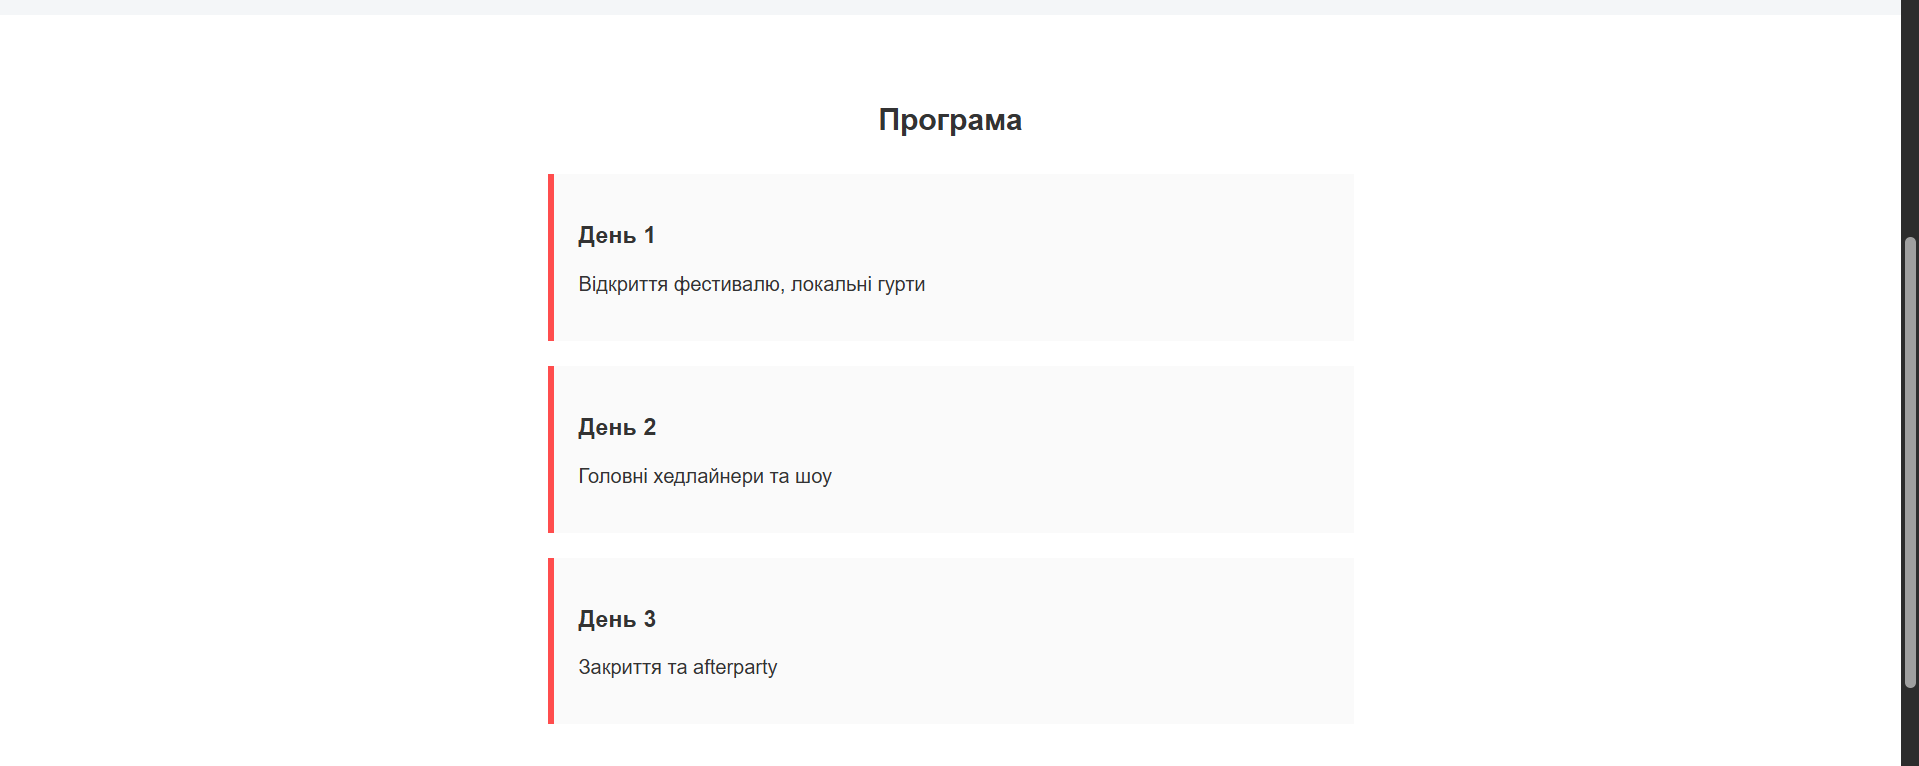 Програма
День 1
Відкриття фестивалю, локальні гурти
День 2
Головні хедлайнери та шоу
День 3
Закриття та afterparty